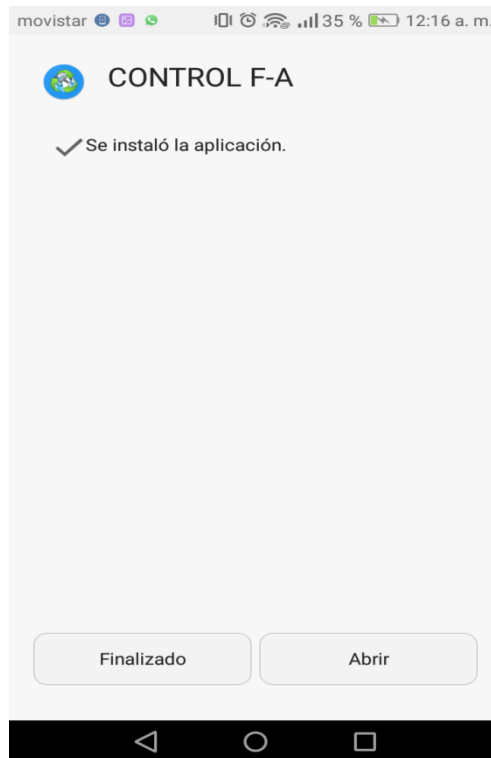 movistar 35 % 12:16 a. m.
CONTROL F-A
Se instaló la aplicación.
Finalizado Abrir